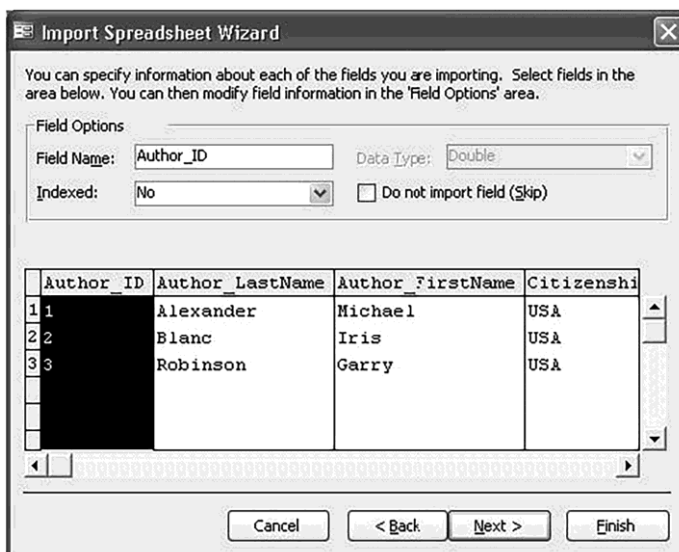 Import Spreadsheet Wizard
You can specify information about each of the fields you are importing. Select fields in the
area below. You can then modify field information in the 'Field Options' area.
Field Options
Field Name: Author_ID Data Type: Double
Indexed: No Do not import field (Skip)
Author_ID Author_LastName Author_FirstName Citizenshi
1 1 Alexander Michael USA
2 2 Blanc Iris USA
3 3 Robinson Garry USA
Cancel < Back Next > Finish